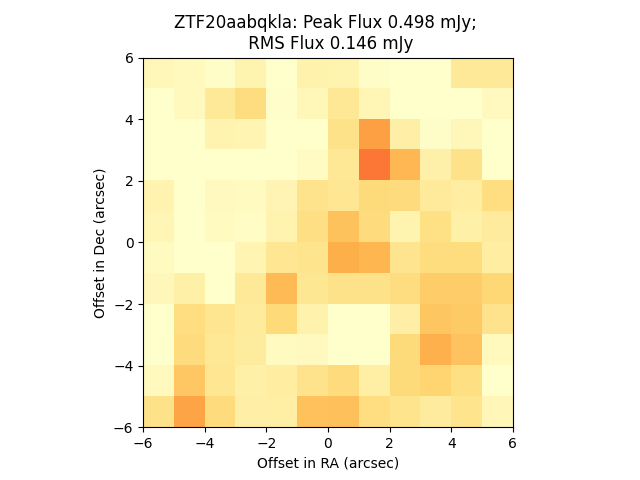 ZTF20aabqkla: Peak Flux 0.498 mJy;
RMS Flux 0.146 mJy
6
4
2
0
−2
−4
−6
Offset in Dec (arcsec)
−6 −4 −2 0 2 4 6
Offset in RA (arcsec)